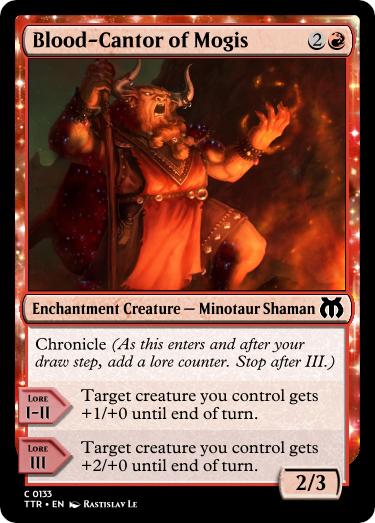 Blood-Cantor of Mogis 2
Enchantment Creature — Minotaur Shaman
Chronicle (As this enters and after your
draw step, add a lore counter. Stop after III.)
LORE
I-II
Target creature you control gets
+1/+0 until end of turn.
LORE
III
Target creature you control gets
+2/+0 until end of turn.
2/3
C 0133
TTR • EN Rastislav Le